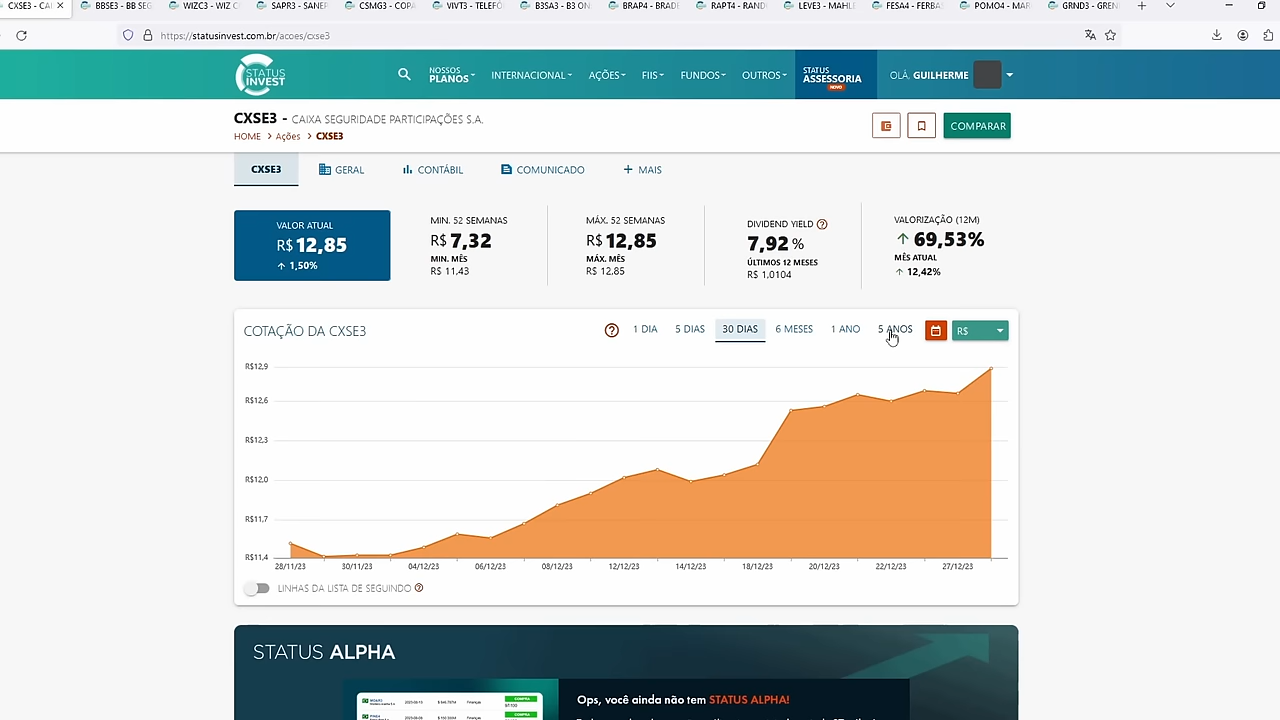 CXSE3 - CAI
BBSE3 - BB SEG
WIZC3 - WIZ C
SAPR3 - SANEP
CSMG3 - COPA
VIVT3 - TELEFÔ
B3SA3 - B3 ON
BRAP4 - BRADE
RAPT4 - RAND
LEVE3 - MAHL
FESA4 - FERBA
POMO4 - MAR
GRND3 - GREN
https://statusinvest.com.br/acoes/cxse3
STATUS
INVEST
NOSSOS
PLANOS
INTERNACIONAL
AÇÕES
FIIS
FUNDOS
OUTROS
STATUS
ASSESSORIA
NOVO
OLÁ, GUILHERME
CXSE3 - CAIXA SEGURIDADE PARTICIPAÇÕES S.A.
HOME > Ações > CXSE3
COMPARAR
CXSE3
GERAL
CONTÁBIL
COMUNICADO
+ MAIS
VALOR ATUAL
R$ 12,85
↑ 1,50%
MIN. 52 SEMANAS
R$ 7,32
MIN. MÊS
R$ 11,43
MÁX. 52 SEMANAS
R$ 12,85
MÁX. MÊS
R$ 12,85
DIVIDEND YIELD ?
7,92 %
ÚLTIMOS 12 MESES
R$ 1,0104
VALORIZAÇÃO (12M)
↑ 69,53%
MÊS ATUAL
↑ 12,42%
COTAÇÃO DA CXSE3
? 1 DIA 5 DIAS 30 DIAS 6 MESES 1 ANO 5 ANOS R$
R$12,9
R$12,6
R$12,3
R$12,0
R$11,7
R$11,4
28/11/23 30/11/23 04/12/23 06/12/23 08/12/23 12/12/23 14/12/23 18/12/23 20/12/23 22/12/23 27/12/23
LINHAS DA LISTA DE SEGUINDO ?
STATUS ALPHA
Ops, você ainda não tem STATUS ALPHA!